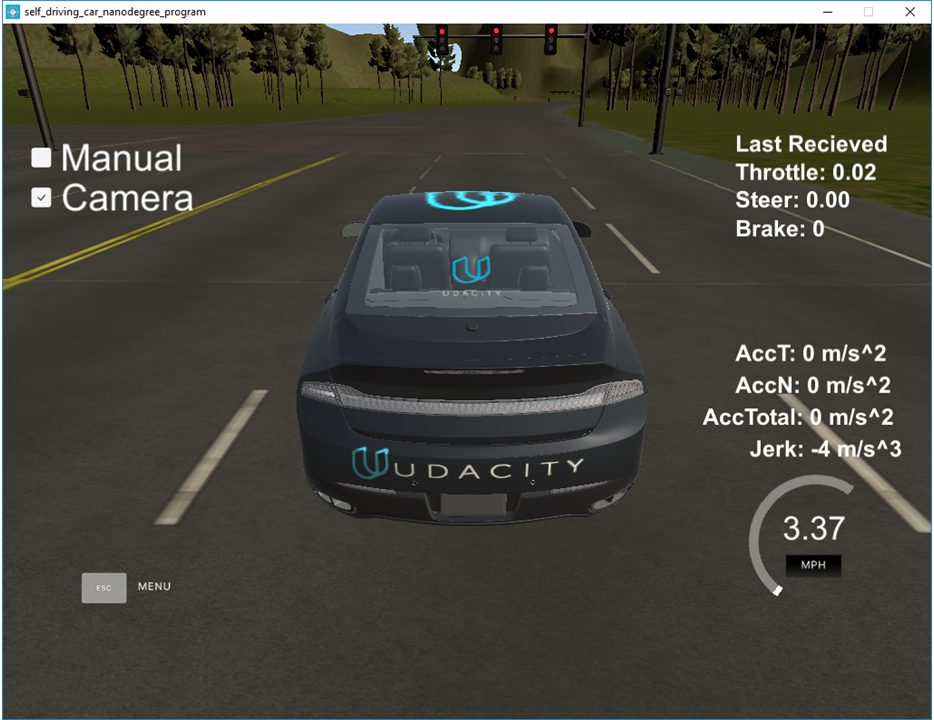 self_driving_car_nanodegree_program
Manual
Camera
Last Recieved
Throttle: 0.02
Steer: 0.00
Brake: 0
UDACITY
AccT: 0 m/s^2
AccN: 0 m/s^2
AccTotal: 0 m/s^2
Jerk: -4 m/s^3
UDACITY
3.37
MPH
ESC MENU